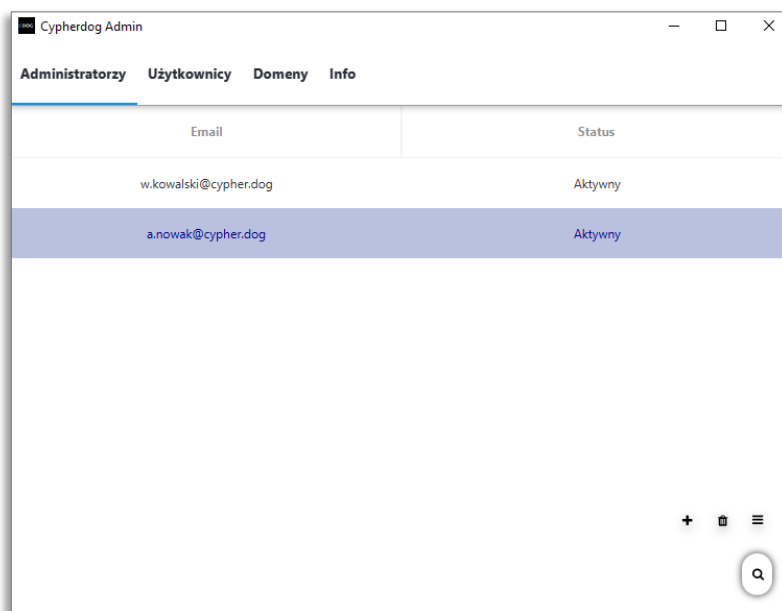 Cypherdog Admin
Administratorzy Użytkownicy Domeny Info
Email Status
w.kowalski@cypher.dog Aktywny
a.nowak@cypher.dog Aktywny